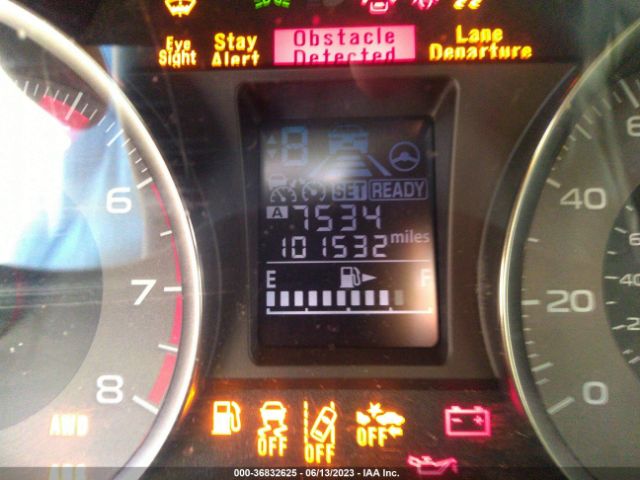 Eye Sight
Stay Alert
Obstacle Detected
Lane Departure
8
SET READY
A 7534
101532 miles
E F
6
7
8
AWD
40
20
0
OFF
OFF
OFF
000-36832625 - 06/13/2023 - IAA Inc.